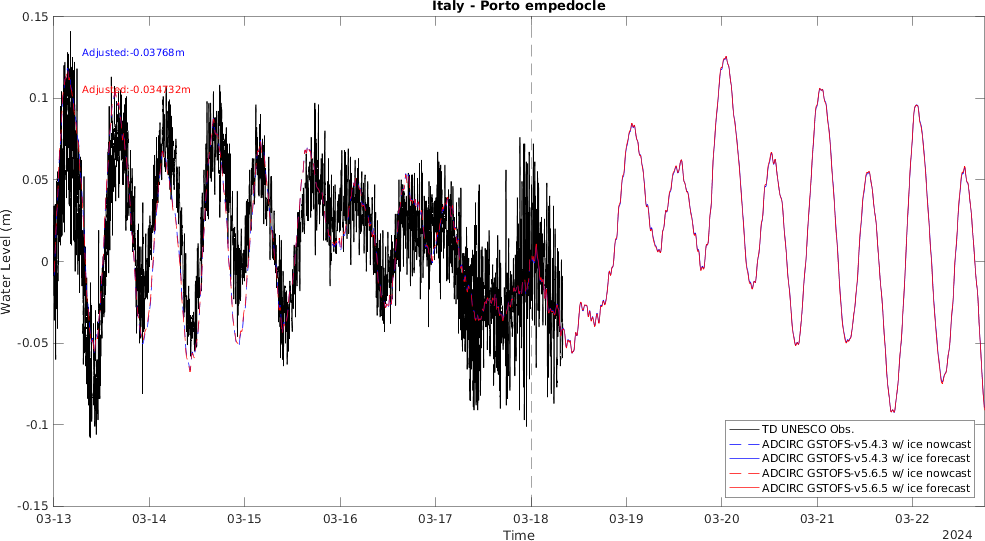 Italy - Porto empedocle
0.15
Adjusted:-0.03768m
0.1
Adjusted:-0.034732m
0.05
0
-0.05
-0.1
-0.15
Water Level (m)
TD UNESCO Obs.
ADCIRC GSTOFS-v5.4.3 w/ ice nowcast
ADCIRC GSTOFS-v5.4.3 w/ ice forecast
ADCIRC GSTOFS-v5.6.5 w/ ice nowcast
ADCIRC GSTOFS-v5.6.5 w/ ice forecast
03-13 03-14 03-15 03-16 03-17 03-18 03-19 03-20 03-21 03-22
Time
2024